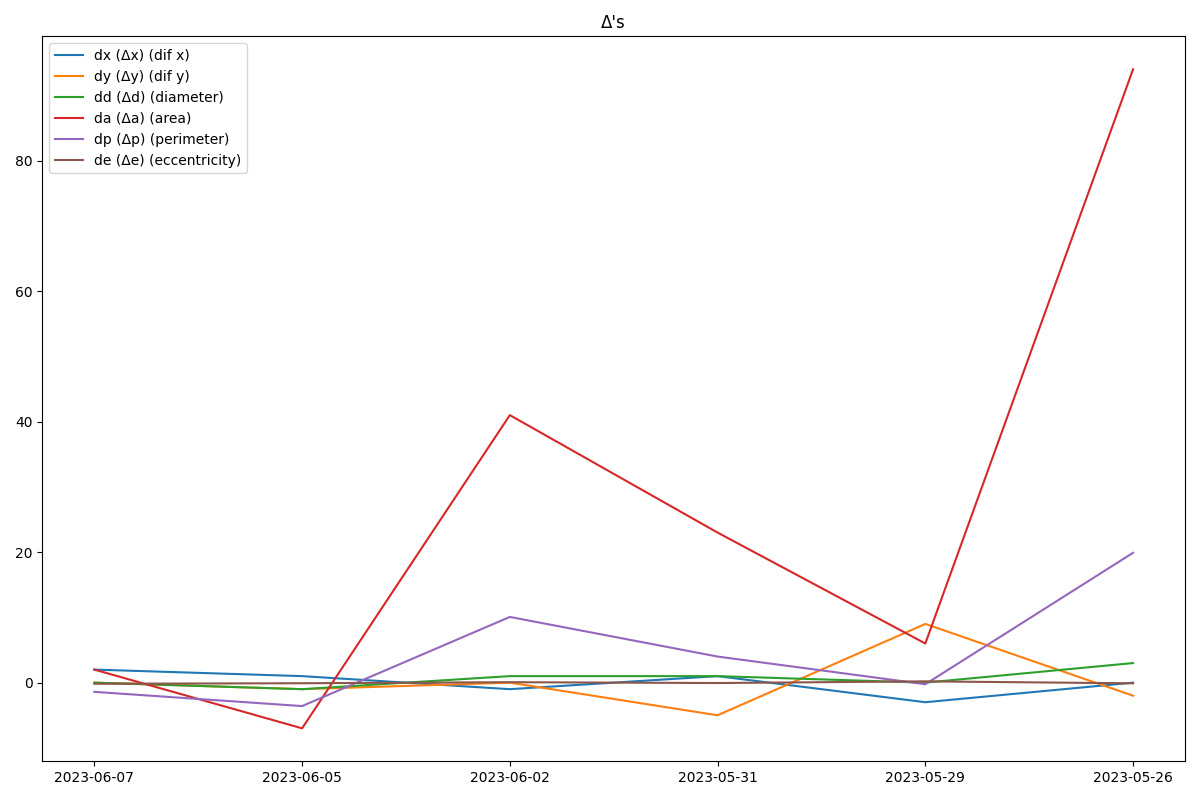 Δ's
dx (Δx) (dif x)
dy (Δy) (dif y)
dd (Δd) (diameter)
da (Δa) (area)
dp (Δp) (perimeter)
de (Δe) (eccentricity)
80
60
40
20
0
2023-06-07 2023-06-05 2023-06-02 2023-05-31 2023-05-29 2023-05-26